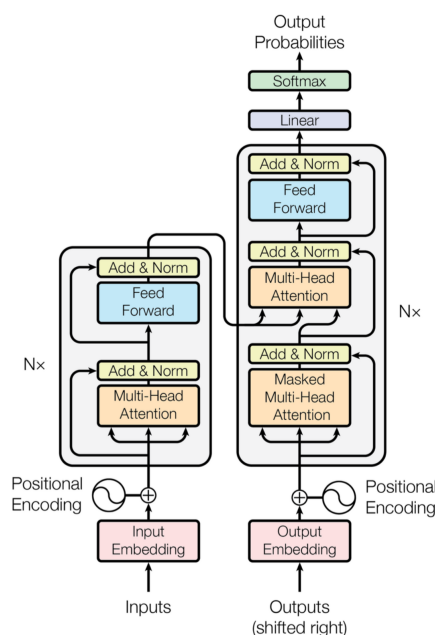 Output
Probabilities
Softmax
Linear
Add & Norm
Feed
Forward
Add & Norm
Multi-Head
Attention
Add & Norm
Masked
Multi-Head
Attention
N×
Add & Norm
Feed
Forward
Add & Norm
Multi-Head
Attention
N×
Positional
Encoding
Positional
Encoding
Input
Embedding
Output
Embedding
Inputs
Outputs
(shifted right)